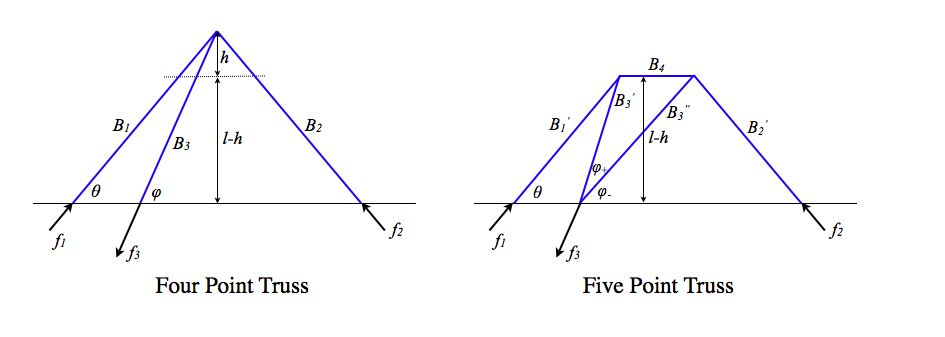 h
B4
B1
B3
l-h
B2
θ
φ
f1
f3
f2
Four Point Truss
B1'
B3'
B3"
l-h
B2'
φ+
θ
φ-
f1
f3
f2
Five Point Truss